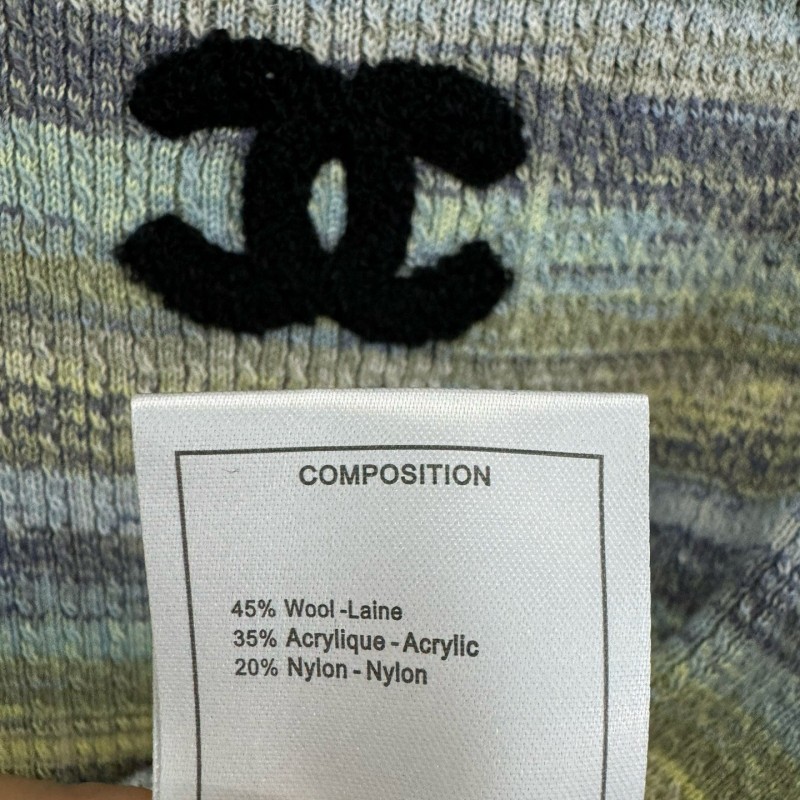 COMPOSITION
45% Wool -Laine
35% Acrylique - Acrylic
20% Nylon - Nylon